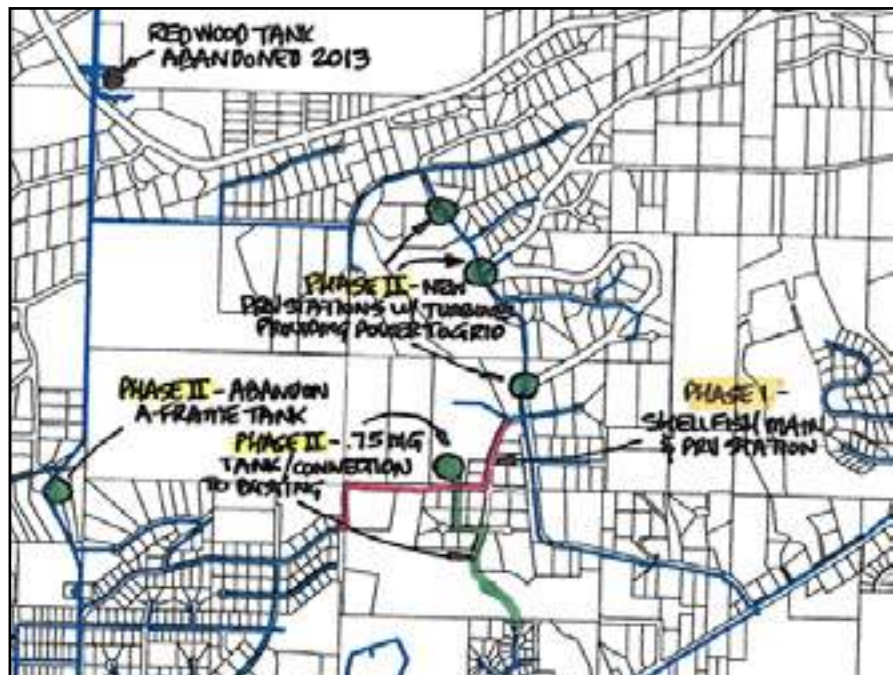 REDWOOD TANK
ABANDONED 2013
PHASE II - NEW
PRV STATIONS W/ TURBINES
PROVIDING POWER TO GRID
PHASE II - ABANDON
A-FRAME TANK
PHASE II - .75 MG
TANK/CONNECTION
TO EXISTING
PHASE 1 -
SHELLFISH MAIN
& PRV STATION